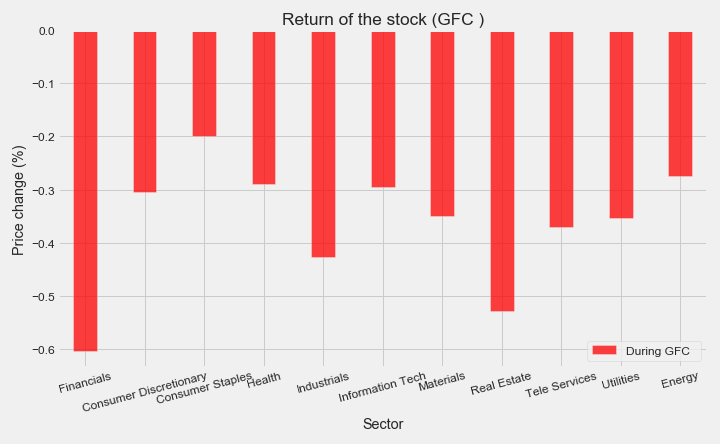 Return of the stock (GFC )
Price change (%)
0.0
−0.1
−0.2
−0.3
−0.4
−0.5
−0.6
During GFC
Financials
Consumer Discretionary
Consumer Staples
Health
Industrials
Information Tech
Materials
Real Estate
Tele Services
Utilities
Energy
Sector